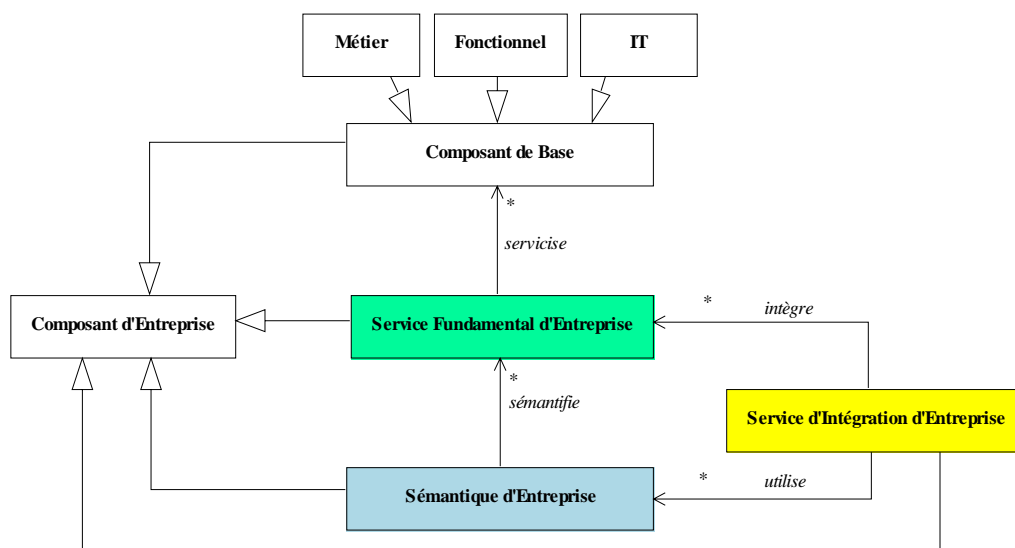 Métier
Fonctionnel
IT
Composant de Base
*
servicise
Composant d'Entreprise
Service Fundamental d'Entreprise
*
intègre
*
sémantifie
Service d'Intégration d'Entreprise
Sémantique d'Entreprise
*
utilise